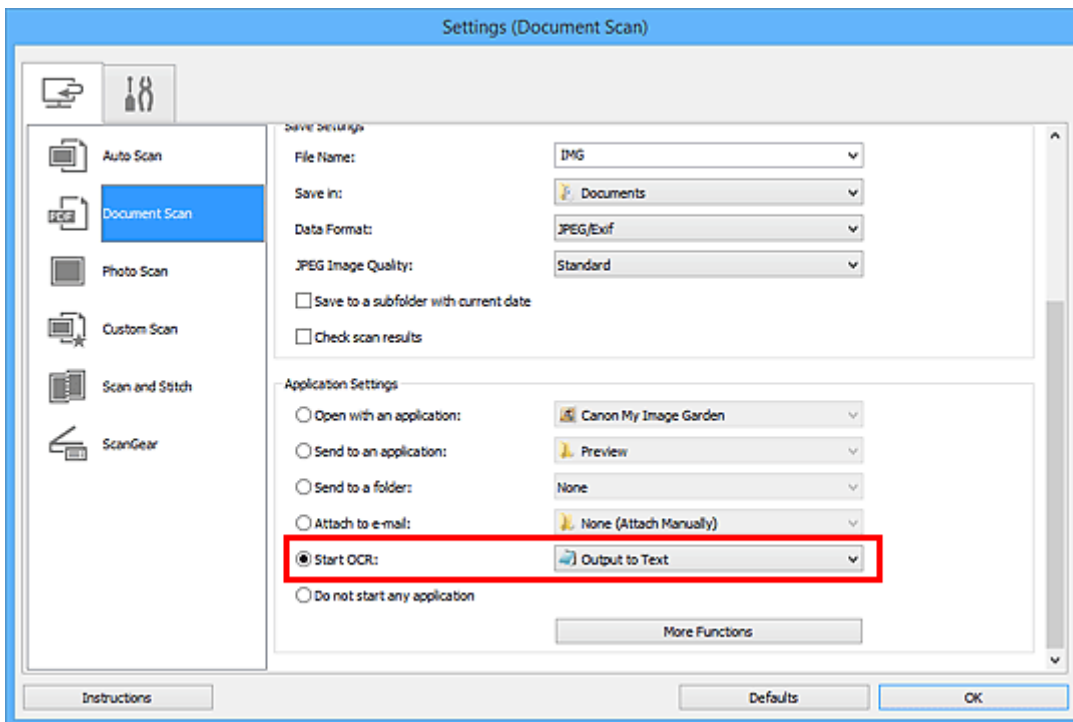 Settings (Document Scan)
Auto Scan
PDF
Document Scan
Photo Scan
Custom Scan
Scan and Stitch
ScanGear
Save Settings
File Name: IMG
Save in: Documents
Data Format: JPEG/Exif
JPEG Image Quality: Standard
Save to a subfolder with current date
Check scan results
Application Settings
Open with an application: Canon My Image Garden
Send to an application: Preview
Send to a folder: None
Attach to e-mail: None (Attach Manually)
Start OCR: Output to Text
Do not start any application
More Functions
Instructions Defaults OK